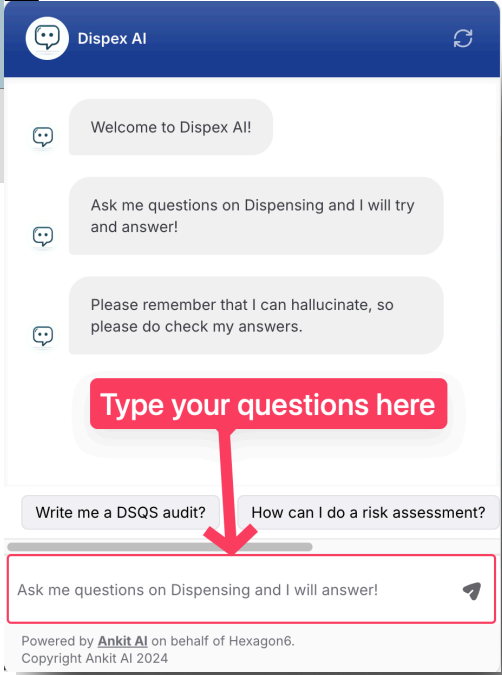 Dispex AI
Welcome to Dispex AI!
Ask me questions on Dispensing and I will try
and answer!
Please remember that I can hallucinate, so
please do check my answers.
Type your questions here
Write me a DSQS audit?
How can I do a risk assessment?
Ask me questions on Dispensing and I will answer!
Powered by Ankit AI on behalf of Hexagon6.
Copyright Ankit AI 2024